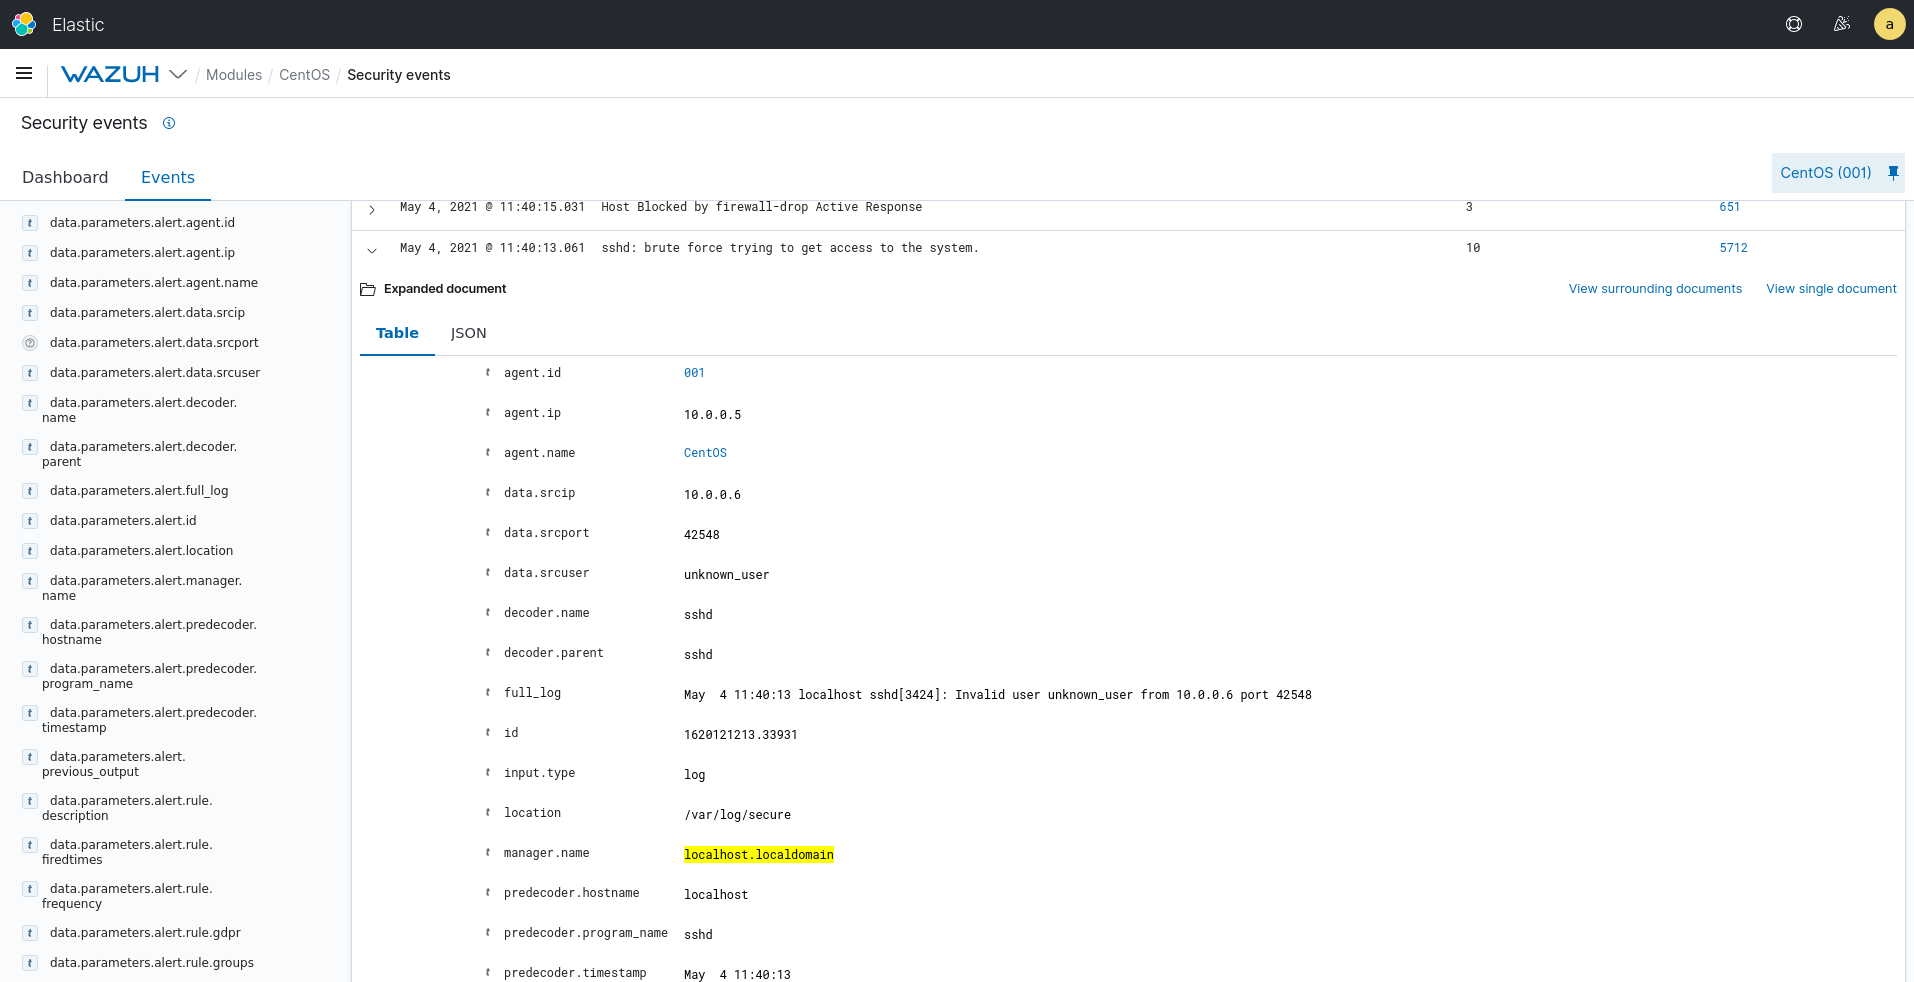 Elastic
a
WAZUH / Modules / CentOS / Security events
Security events
Dashboard Events
CentOS (001)
data.parameters.alert.agent.id
data.parameters.alert.agent.ip
data.parameters.alert.agent.name
data.parameters.alert.data.srcip
data.parameters.alert.data.srcport
data.parameters.alert.data.srcuser
data.parameters.alert.decoder.
name
data.parameters.alert.decoder.
parent
data.parameters.alert.full_log
data.parameters.alert.id
data.parameters.alert.location
data.parameters.alert.manager.
name
data.parameters.alert.predecoder.
hostname
data.parameters.alert.predecoder.
program_name
data.parameters.alert.predecoder.
timestamp
data.parameters.alert.
previous_output
data.parameters.alert.rule.
description
data.parameters.alert.rule.
firedtimes
data.parameters.alert.rule.
frequency
data.parameters.alert.rule.gdpr
data.parameters.alert.rule.groups
May 4, 2021 @ 11:40:15.031 Host Blocked by firewall-drop Active Response 3 651
May 4, 2021 @ 11:40:13.061 sshd: brute force trying to get access to the system. 10 5712
Expanded document View surrounding documents View single document
Table JSON
t agent.id 001
t agent.ip 10.0.0.5
t agent.name CentOS
t data.srcip 10.0.0.6
t data.srcport 42548
t data.srcuser unknown_user
t decoder.name sshd
t decoder.parent sshd
t full_log May  4 11:40:13 localhost sshd[3424]: Invalid user unknown_user from 10.0.0.6 port 42548
t id 1620121213.33931
t input.type log
t location /var/log/secure
t manager.name localhost.localdomain
t predecoder.hostname localhost
t predecoder.program_name sshd
t predecoder.timestamp May  4 11:40:13